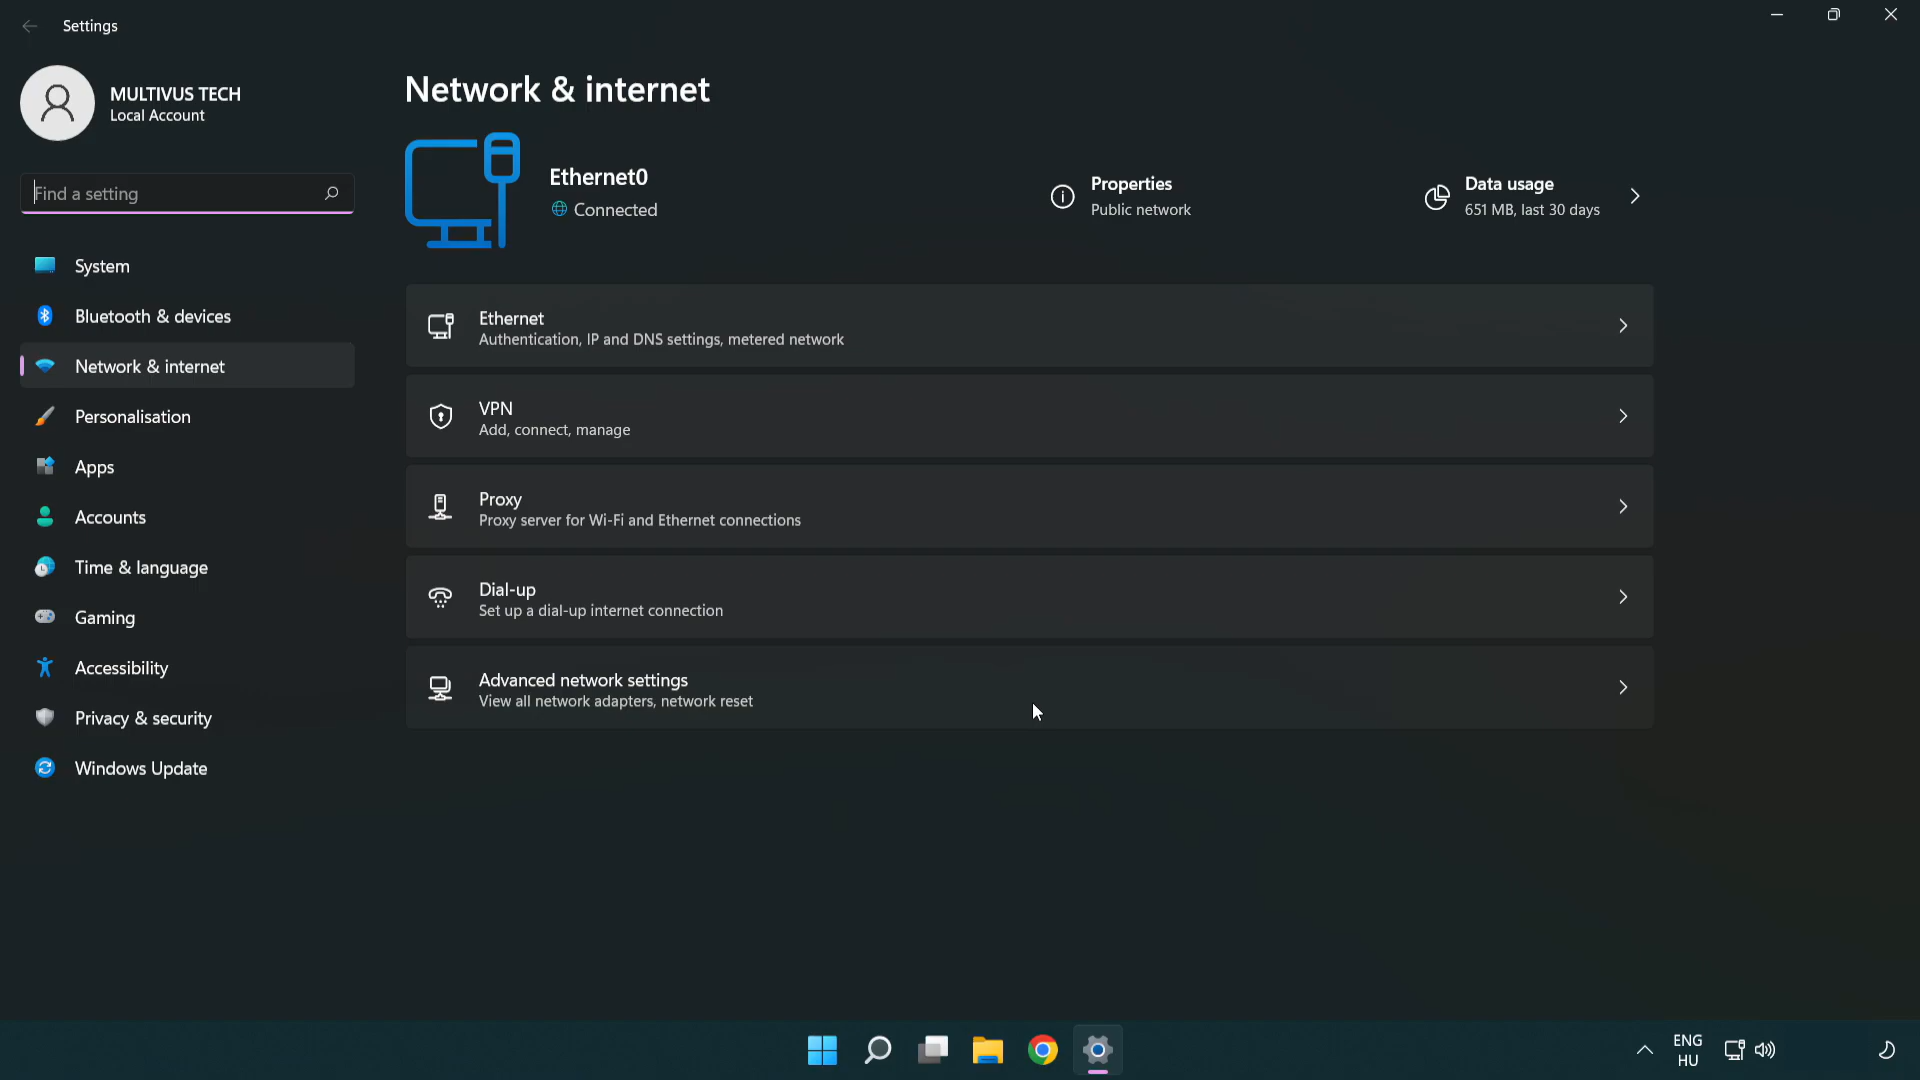 Settings
MULTIVUS TECH
Local Account
Find a setting
System
Bluetooth & devices
Network & internet
Personalisation
Apps
Accounts
Time & language
Gaming
Accessibility
Privacy & security
Windows Update
Network & internet
Ethernet0
Connected
Properties
Public network
Data usage
651 MB, last 30 days
Ethernet
Authentication, IP and DNS settings, metered network
VPN
Add, connect, manage
Proxy
Proxy server for Wi-Fi and Ethernet connections
Dial-up
Set up a dial-up internet connection
Advanced network settings
View all network adapters, network reset
ENG
HU